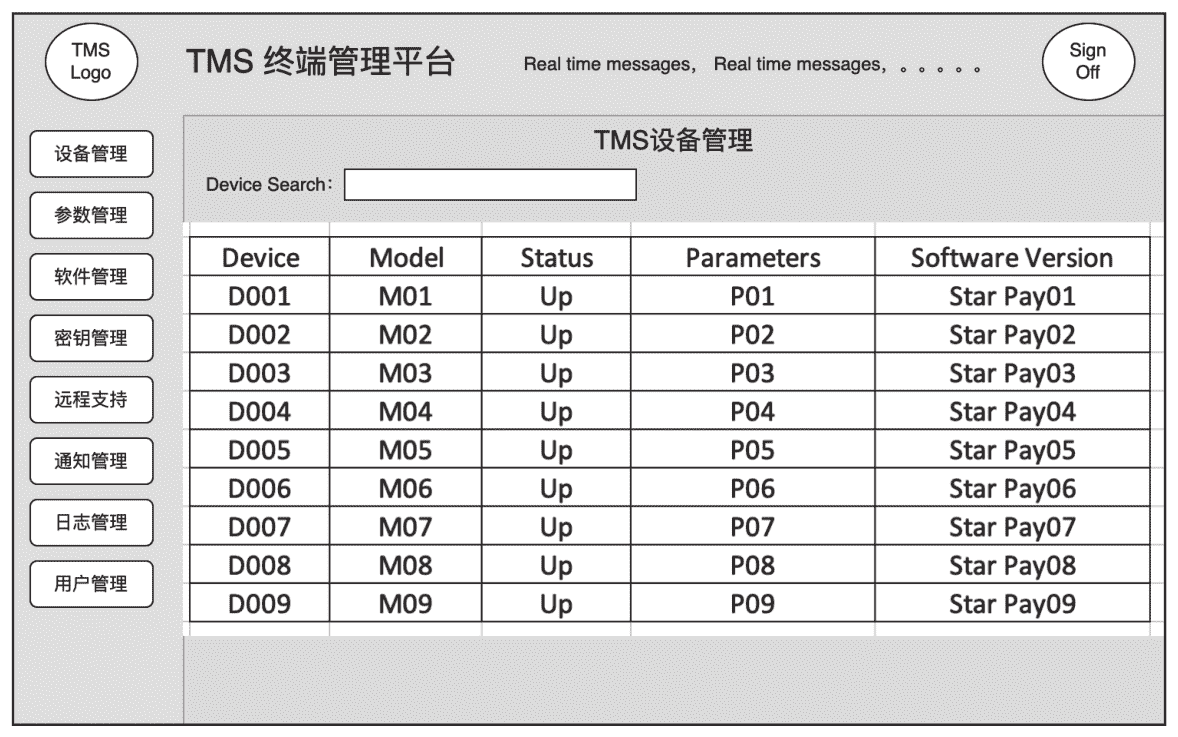 TMS
Logo
TMS 终端管理平台
Real time messages， Real time messages，。。。。。
Sign
Off
设备管理
参数管理
软件管理
密钥管理
远程支持
通知管理
日志管理
用户管理
TMS设备管理
Device Search：
Device Model Status Parameters Software Version
D001 M01 Up P01 Star Pay01
D002 M02 Up P02 Star Pay02
D003 M03 Up P03 Star Pay03
D004 M04 Up P04 Star Pay04
D005 M05 Up P05 Star Pay05
D006 M06 Up P06 Star Pay06
D007 M07 Up P07 Star Pay07
D008 M08 Up P08 Star Pay08
D009 M09 Up P09 Star Pay09